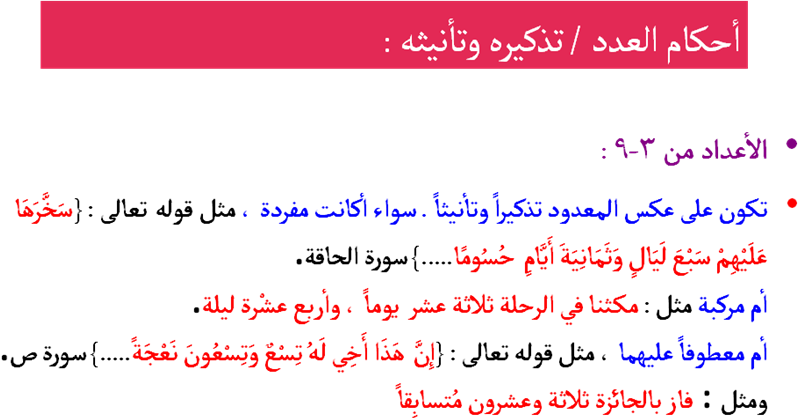 أحكام العدد / تذكيره وتأنيثه :
• الأعداد من ٣-٩ :
• تكون على عكس المعدود تذكيراً وتأنيثاً . سواء أكانت مفردة ، مثل قوله تعالى : {سَخَّرَهَا
عَلَيْهِمْ سَبْعَ لَيَالٍ وَثَمَانِيَةَ أَيَّامٍ حُسُومًا.....} سورة الحاقة.
أم مركبة مثل : مكثنا في الرحلة ثلاثة عشر يوماً ، وأربع عشْرة ليلة.
أم معطوفاً عليهما ، مثل قوله تعالى : {إِنَّ هَذَا أَخِي لَهُ تِسْعٌ وَتِسْعُونَ نَعْجَةً.....} سورة ص.
ومثل : فاز بالجائزة ثلاثة وعشرون مُتسابِقاً